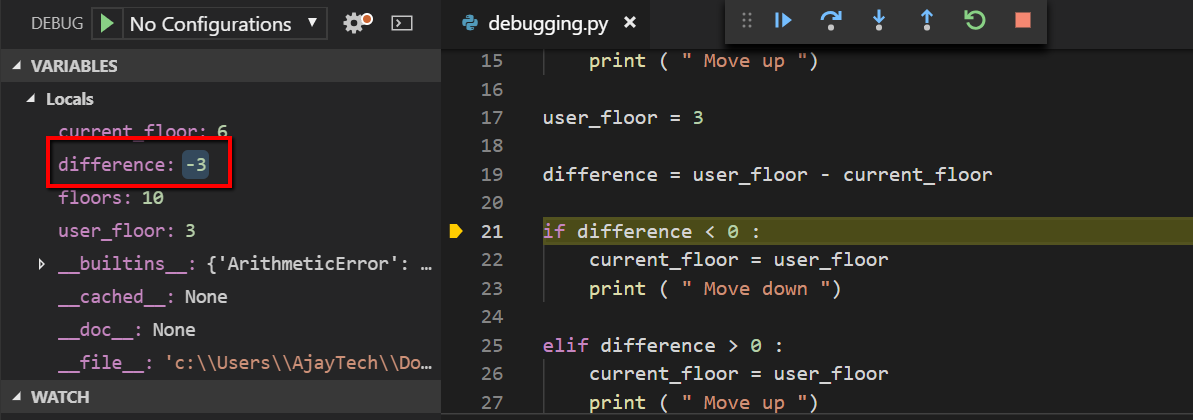 DEBUG No Configurations
VARIABLES
Locals
current_floor: 6
difference: -3
floors: 10
user_floor: 3
__builtins__: {'ArithmeticError': …
__cached__: None
__doc__: None
__file__: 'c:\\Users\\AjayTech\\Do…
WATCH
debugging.py
15 print ( " Move up ")
16
17 user_floor = 3
18
19 difference = user_floor - current_floor
20
21 if difference < 0 :
22 current_floor = user_floor
23 print ( " Move down ")
24
25 elif difference > 0 :
26 current_floor = user_floor
27 print ( " Move up ")